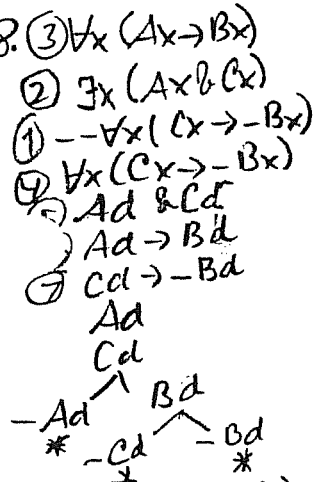 8. ③ ∀x (Ax→Bx)
② ∃x (Ax & Cx)
① --∀x(Cx→-Bx)
④ ∀x(Cx→-Bx)
Ad & Cd
Ad → Bd
⑦ Cd → -Bd
Ad
Cd
-Ad Bd
* -Cd -Bd
* *